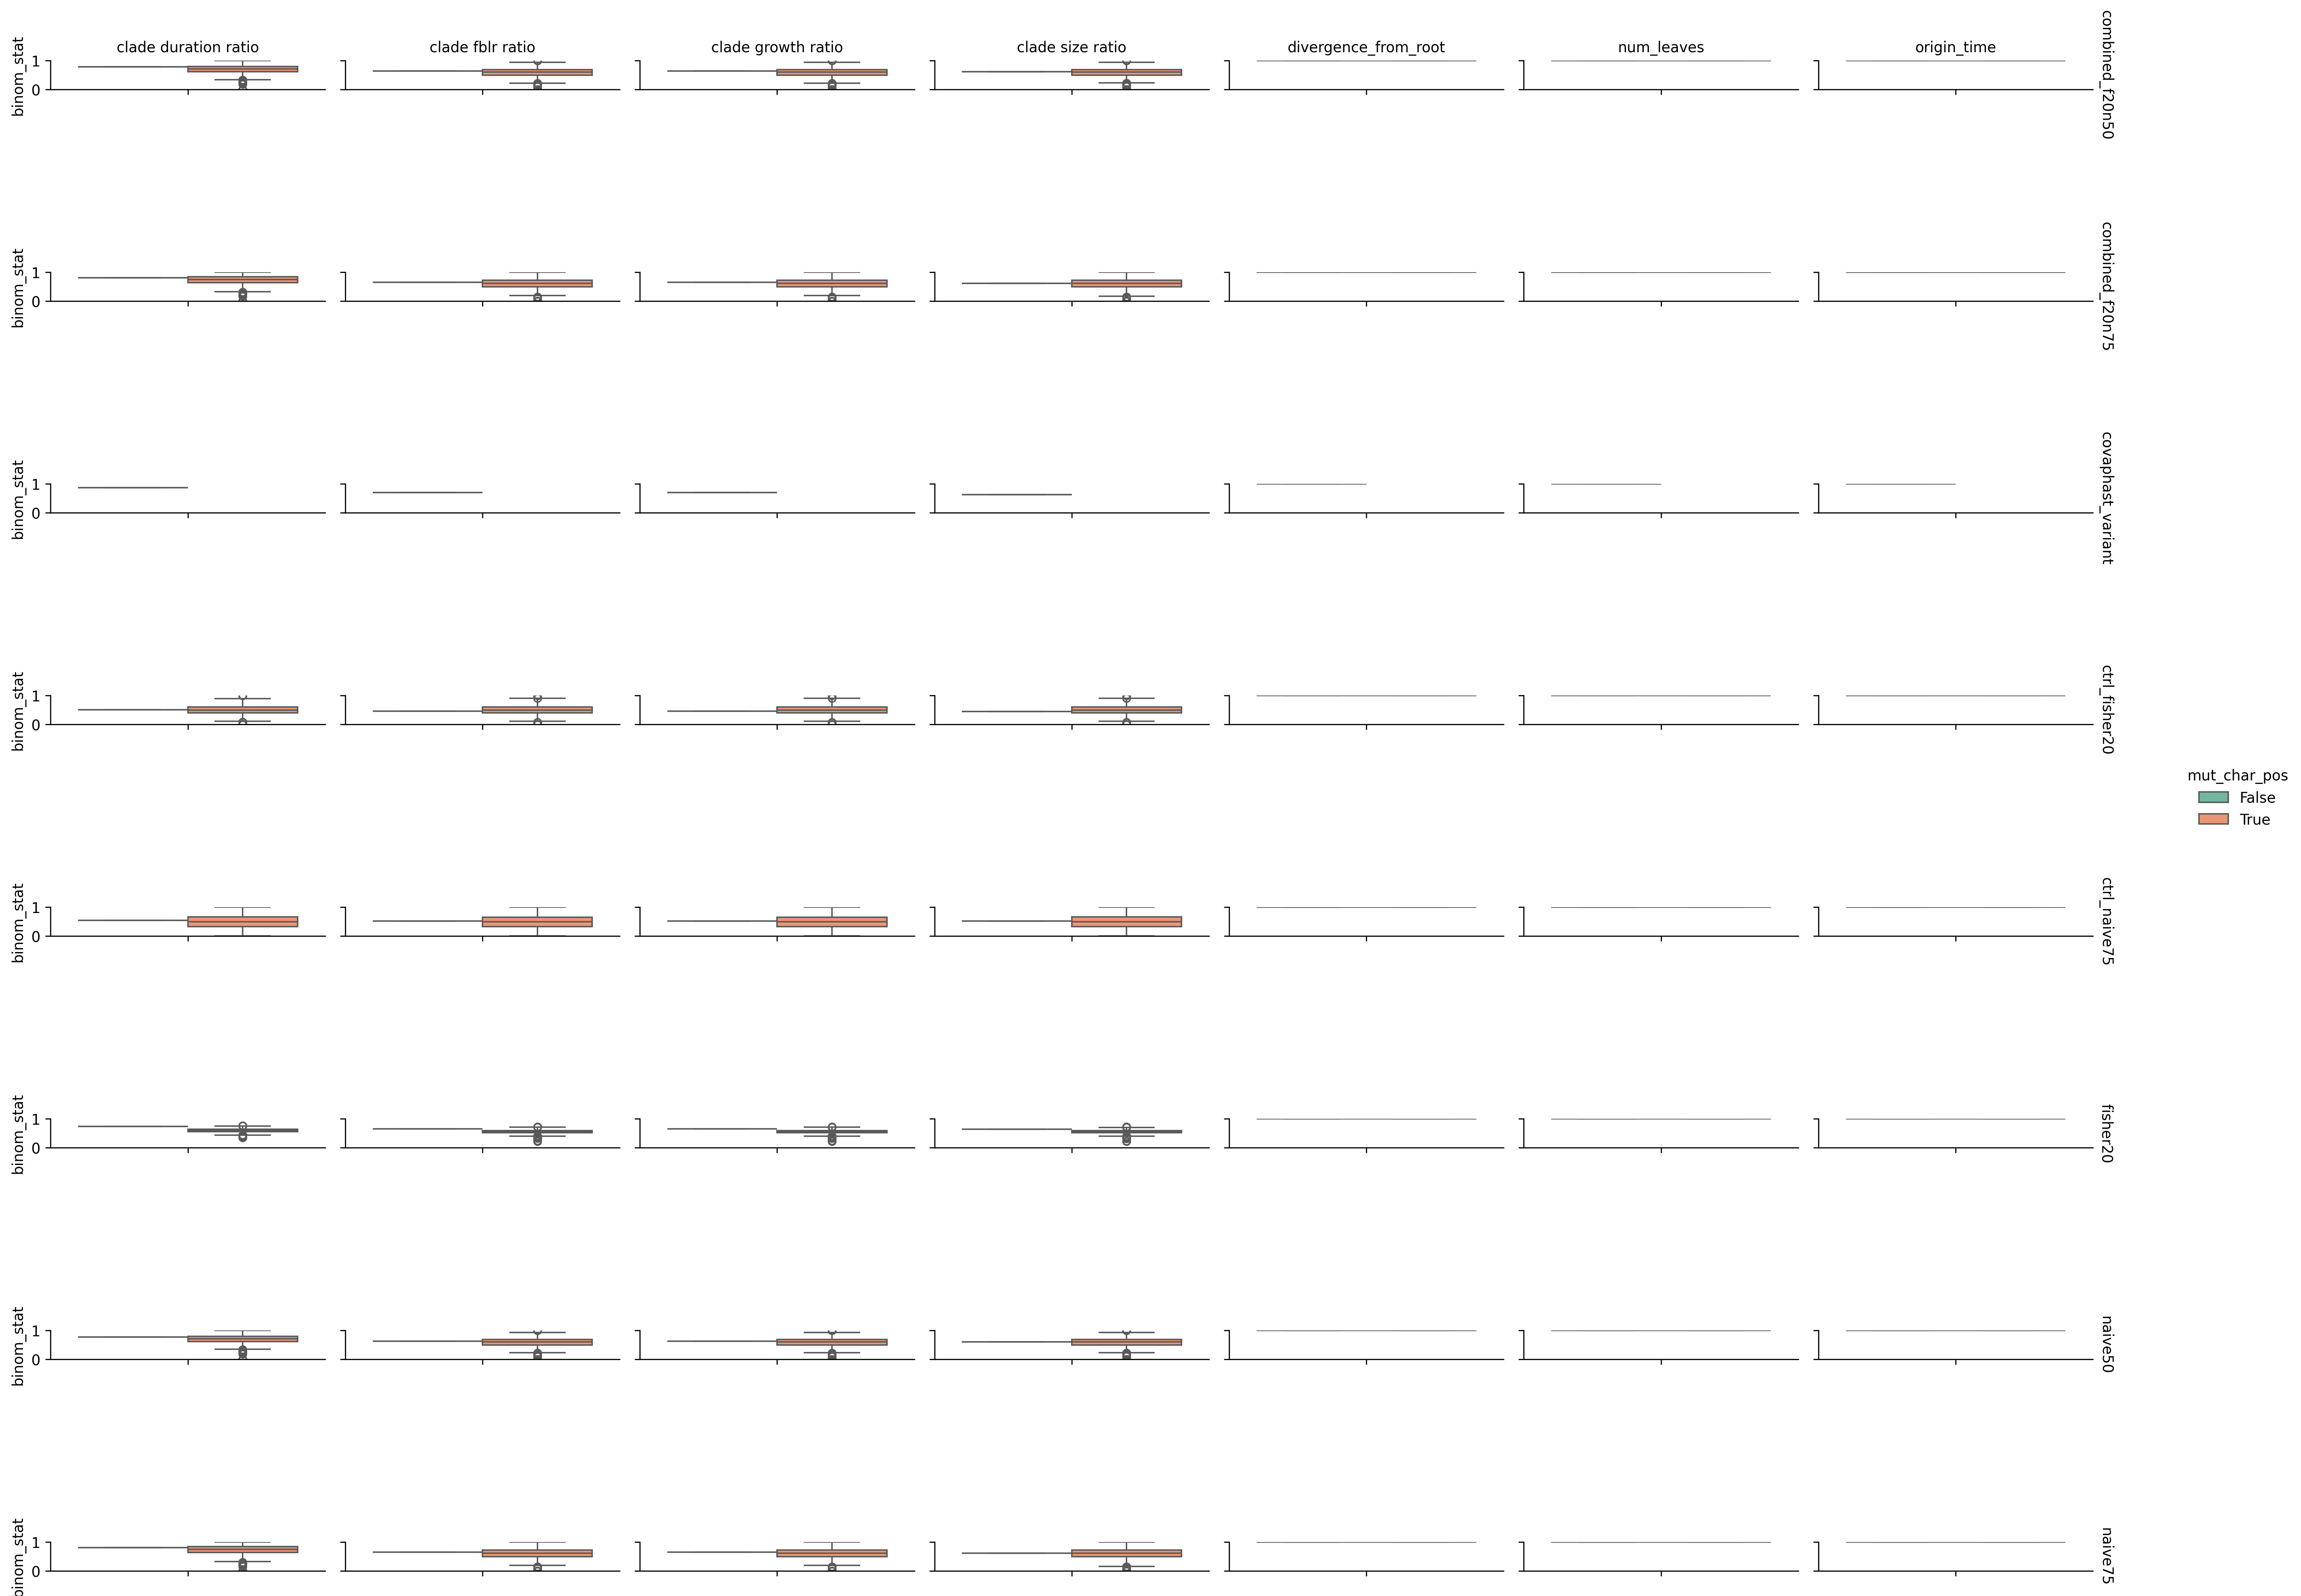 clade duration ratio
clade fblr ratio
clade growth ratio
clade size ratio
divergence_from_root
num_leaves
origin_time
binom_stat
1
0
combined_f20n50
binom_stat
1
0
combined_f20n75
binom_stat
1
0
covaphast_variant
binom_stat
1
0
ctrl_fisher20
mut_char_pos
False
True
binom_stat
1
0
ctrl_naive75
binom_stat
1
0
fisher20
binom_stat
1
0
naive50
binom_stat
1
0
naive75